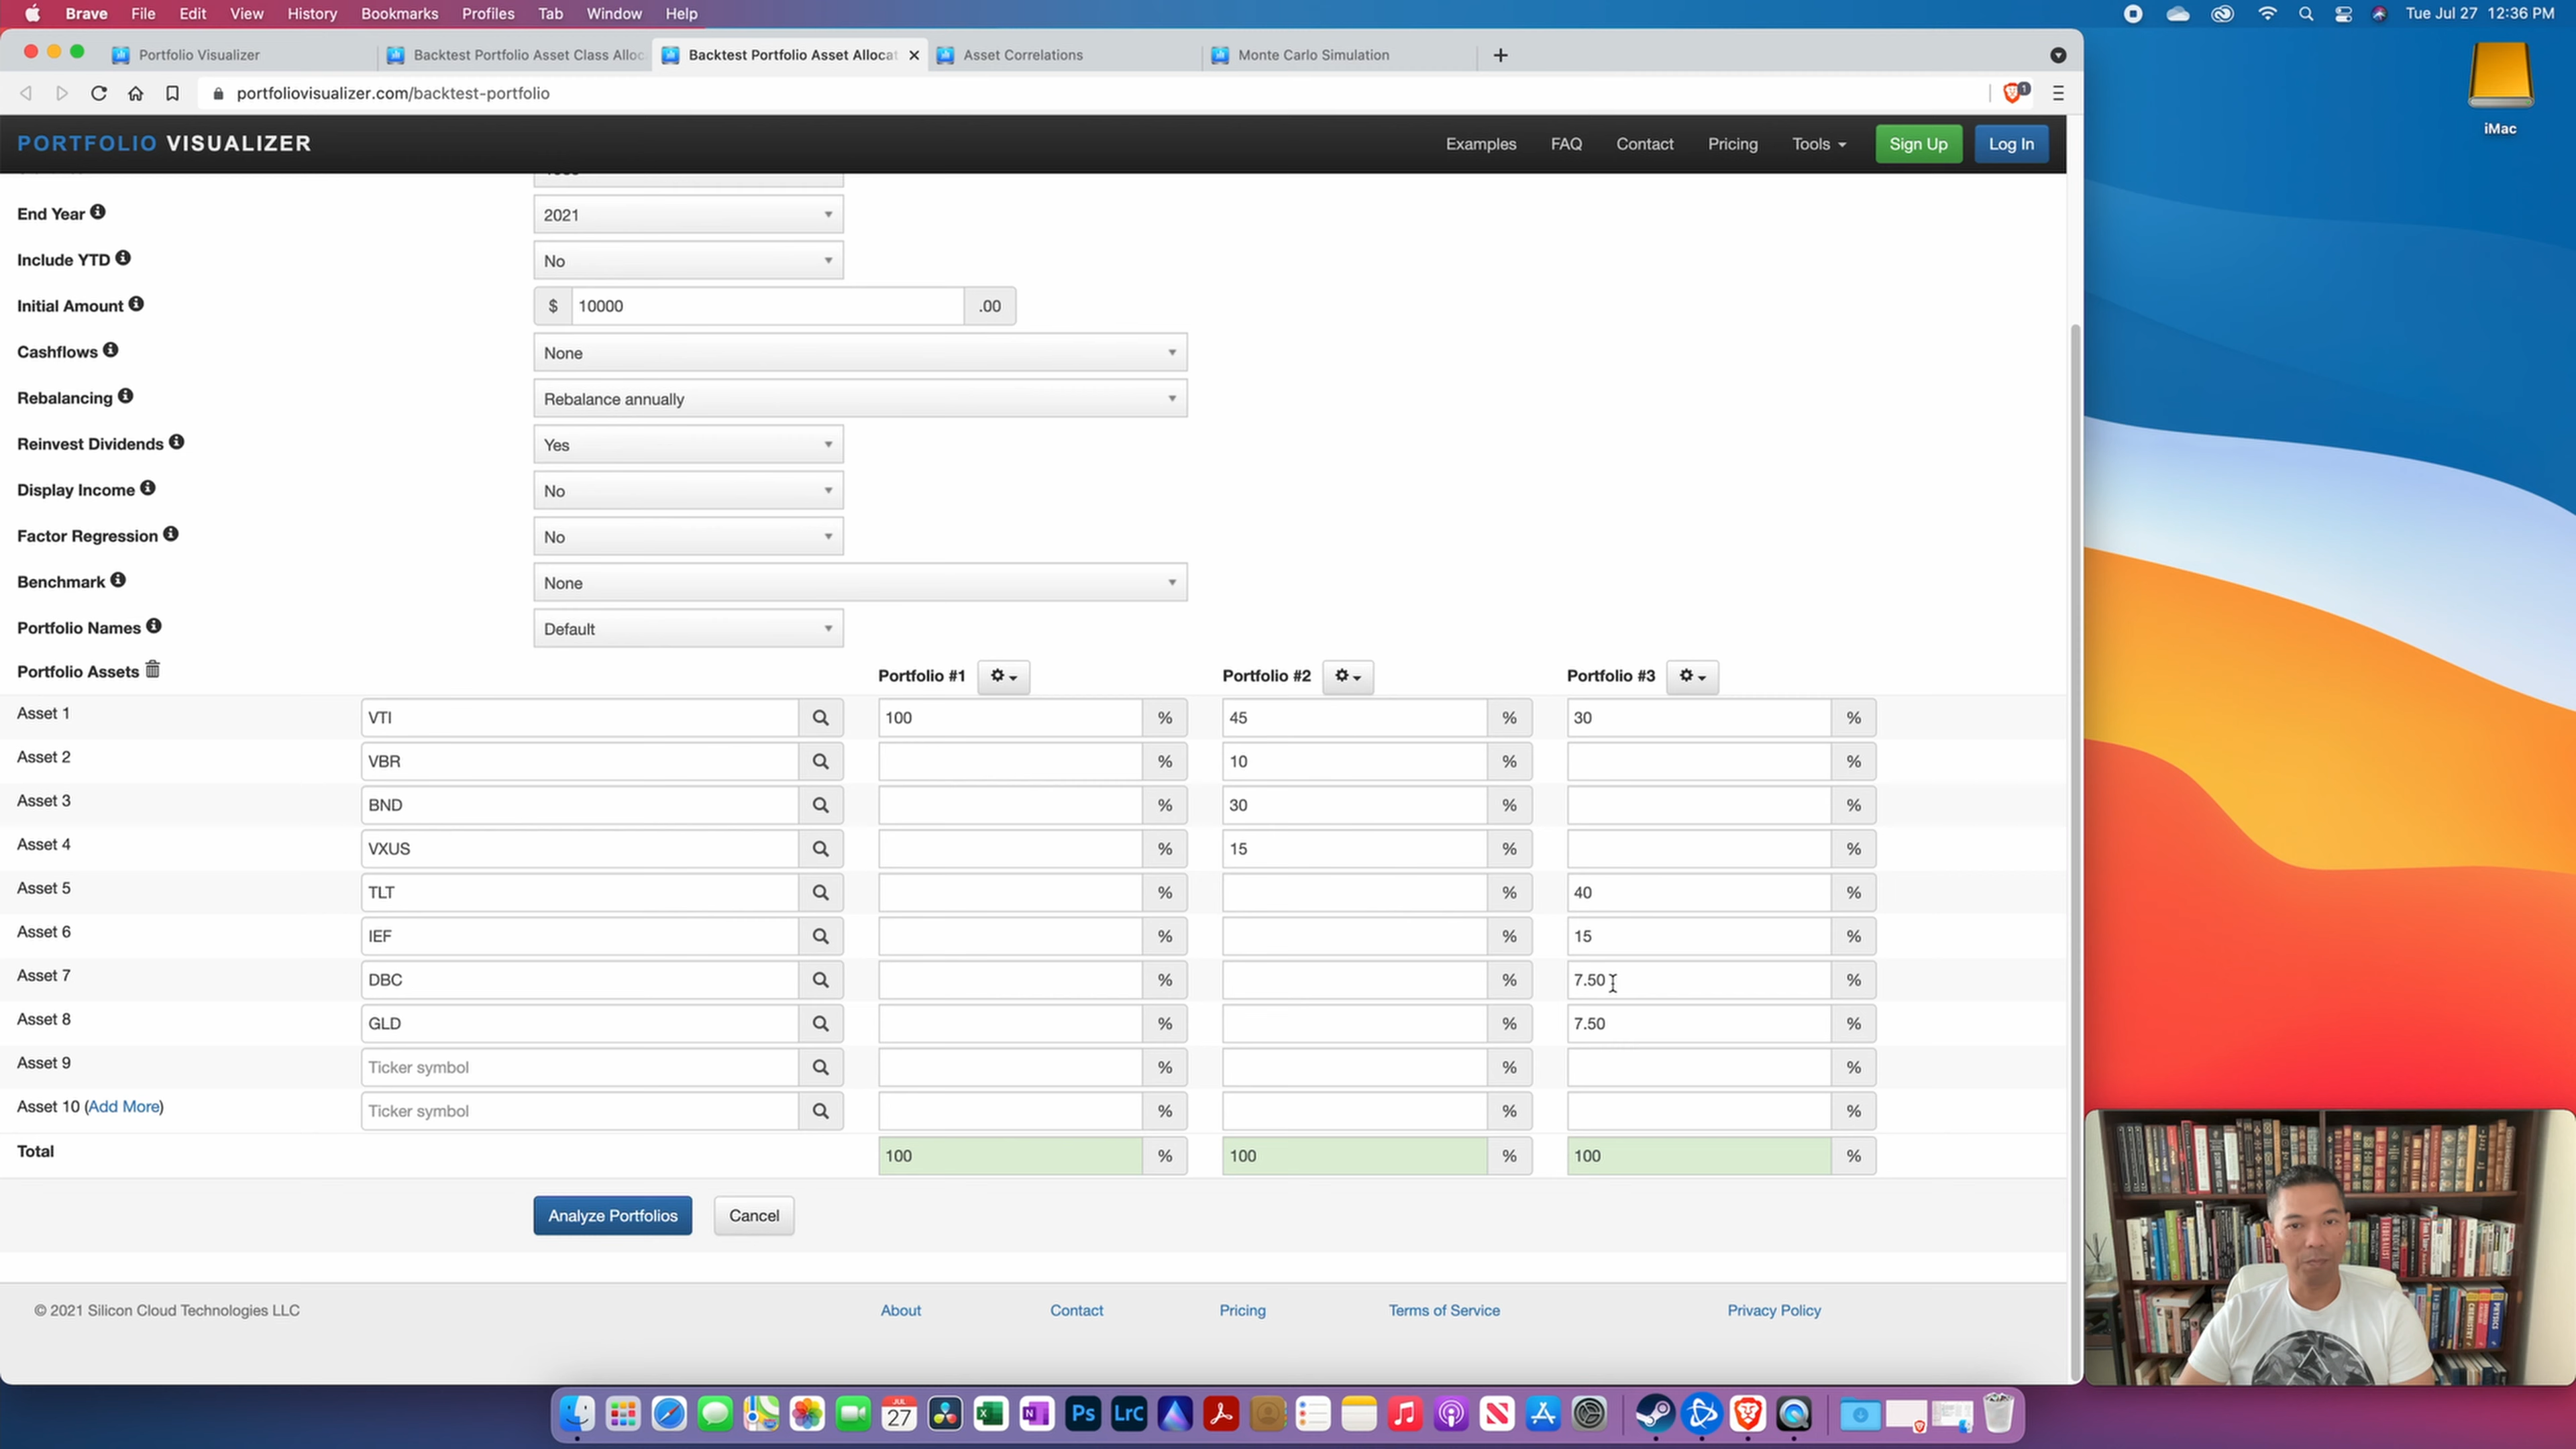 Brave File Edit View History Bookmarks Profiles Tab Window Help Tue Jul 27 12:36 PM
Portfolio Visualizer Backtest Portfolio Asset Class Alloc Backtest Portfolio Asset Allocat Asset Correlations Monte Carlo Simulation
portfoliovisualizer.com/backtest-portfolio 1
iMac
PORTFOLIO VISUALIZER Examples FAQ Contact Pricing Tools Sign Up Log In
End Year 2021
Include YTD No
Initial Amount $ 10000 .00
Cashflows None
Rebalancing Rebalance annually
Reinvest Dividends Yes
Display Income No
Factor Regression No
Benchmark None
Portfolio Names Default
Portfolio Assets Portfolio #1 Portfolio #2 Portfolio #3
Asset 1 VTI 100 % 45 % 30 %
Asset 2 VBR % 10 % %
Asset 3 BND % 30 % %
Asset 4 VXUS % 15 % %
Asset 5 TLT % % 40 %
Asset 6 IEF % % 15 %
Asset 7 DBC % % 7.50 %
Asset 8 GLD % % 7.50 %
Asset 9 Ticker symbol % % %
Asset 10 (Add More) Ticker symbol % % %
Total 100 % 100 % 100 %
Analyze Portfolios Cancel
© 2021 Silicon Cloud Technologies LLC About Contact Pricing Terms of Service Privacy Policy
CHEMISTRY PHYSICS
JUL 27 Ps LrC